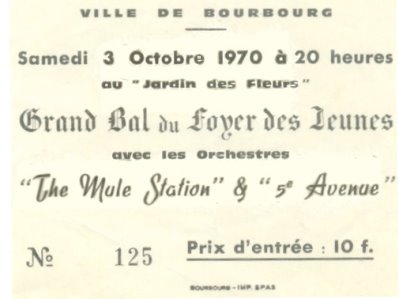 VILLE DE BOURBOURG
Samedi 3 Octobre 1970 à 20 heures
au "Jardin des Fleurs"
Grand Bal du Foyer des Jeunes
avec les Orchestres
"The Mule Station" & "5e Avenue"
No 125 Prix d'entrée : 10 f.
BOURBOURG - IMP. SPAS